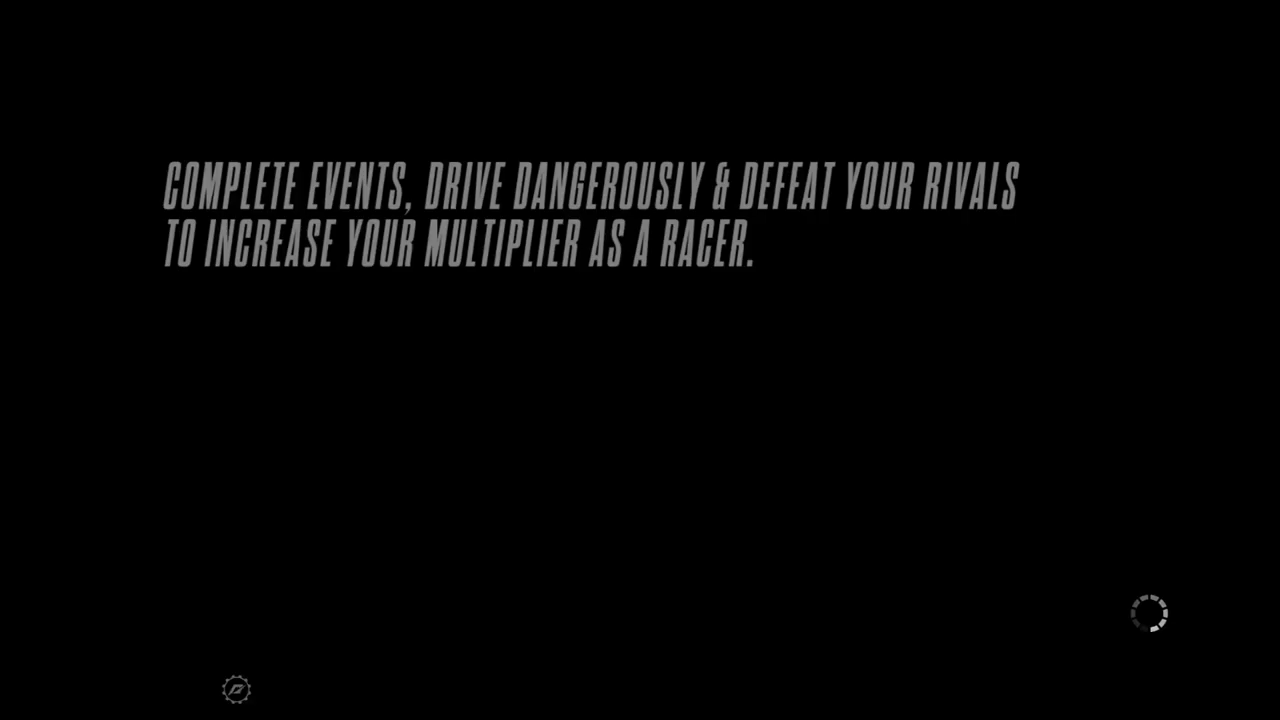 COMPLETE EVENTS, DRIVE DANGEROUSLY & DEFEAT YOUR RIVALS
TO INCREASE YOUR MULTIPLIER AS A RACER.